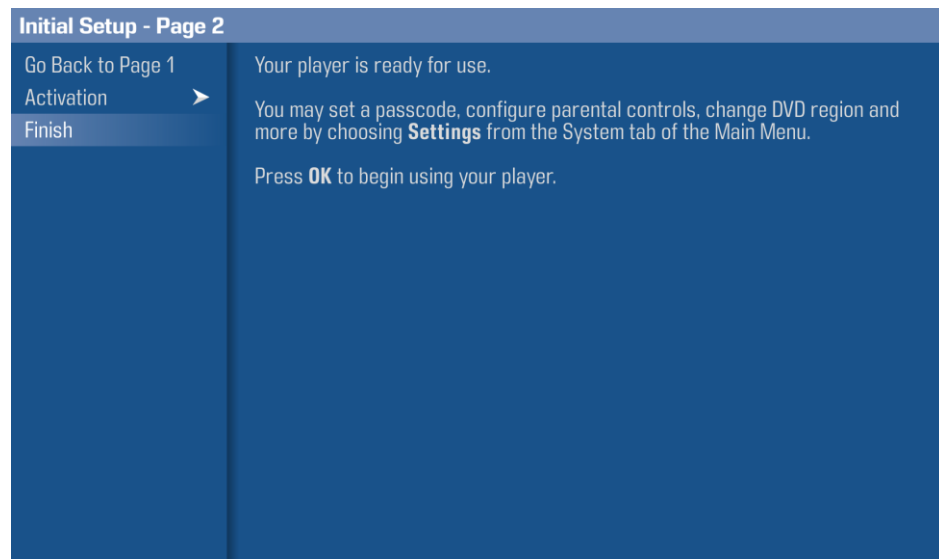 Initial Setup - Page 2
Go Back to Page 1
Activation
Finish
Your player is ready for use.
You may set a passcode, configure parental controls, change DVD region and
more by choosing Settings from the System tab of the Main Menu.
Press OK to begin using your player.